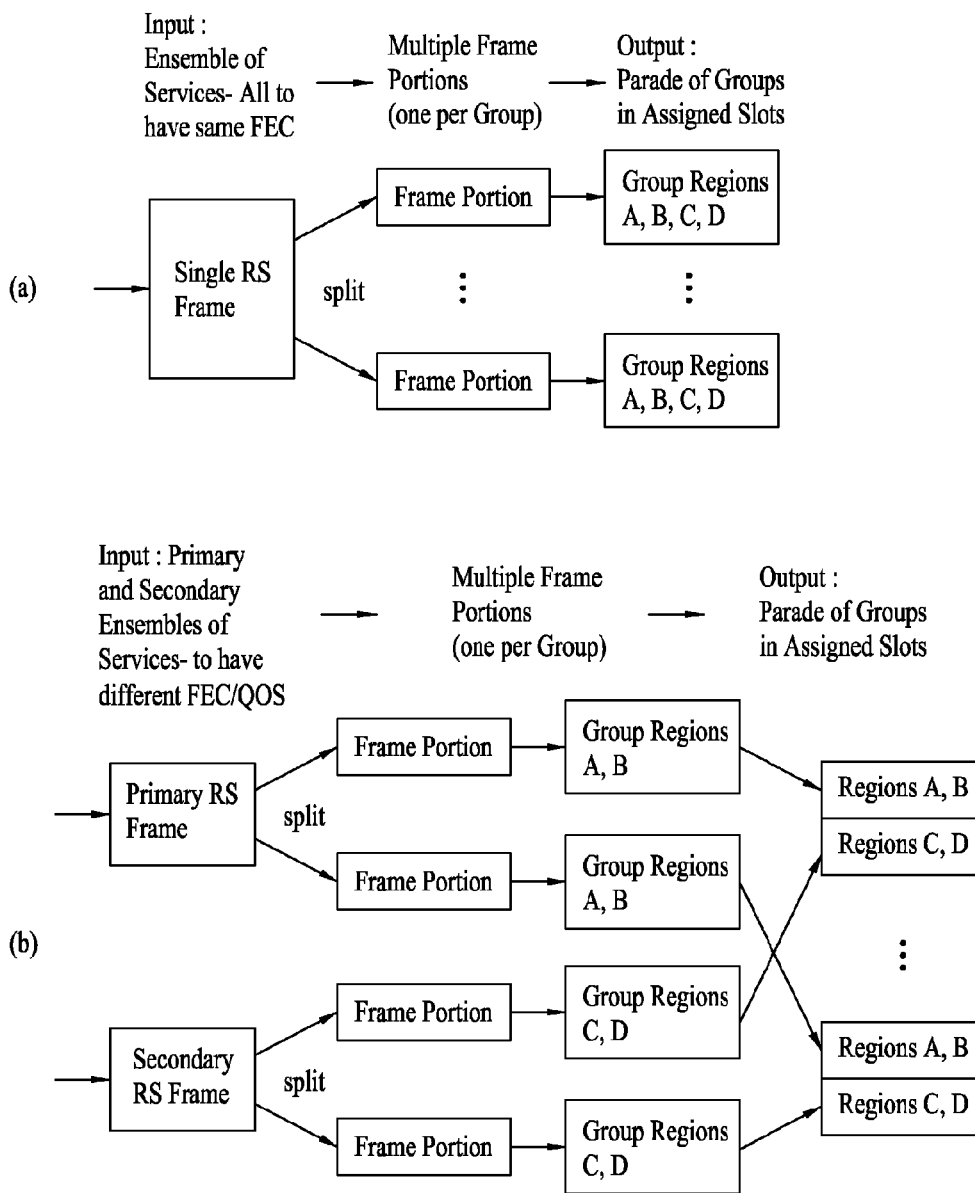 Input :
Ensemble of
Services- All to
have same FEC
Multiple Frame
Portions
(one per Group)
Output :
Parade of Groups
in Assigned Slots
(a)
Single RS
Frame
split
Frame Portion
Group Regions
A, B, C, D
Frame Portion
Group Regions
A, B, C, D
Input : Primary
and Secondary
Ensembles of
Services- to have
different FEC/QOS
Multiple Frame
Portions
(one per Group)
Output :
Parade of Groups
in Assigned Slots
(b)
Primary RS
Frame
split
Frame Portion
Group Regions
A, B
Frame Portion
Group Regions
A, B
Regions A, B
Regions C, D
Secondary
RS Frame
split
Frame Portion
Group Regions
C, D
Frame Portion
Group Regions
C, D
Regions A, B
Regions C, D